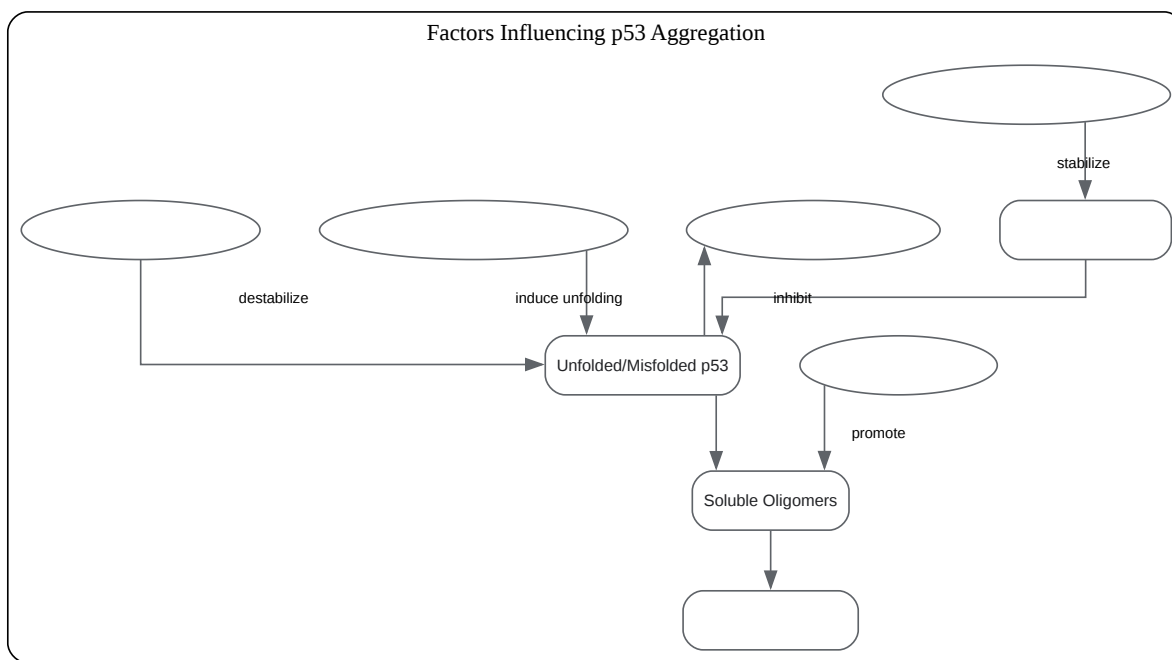 Factors Influencing p53 Aggregation
stabilize
destabilize
induce unfolding
inhibit
Unfolded/Misfolded p53
promote
Soluble Oligomers